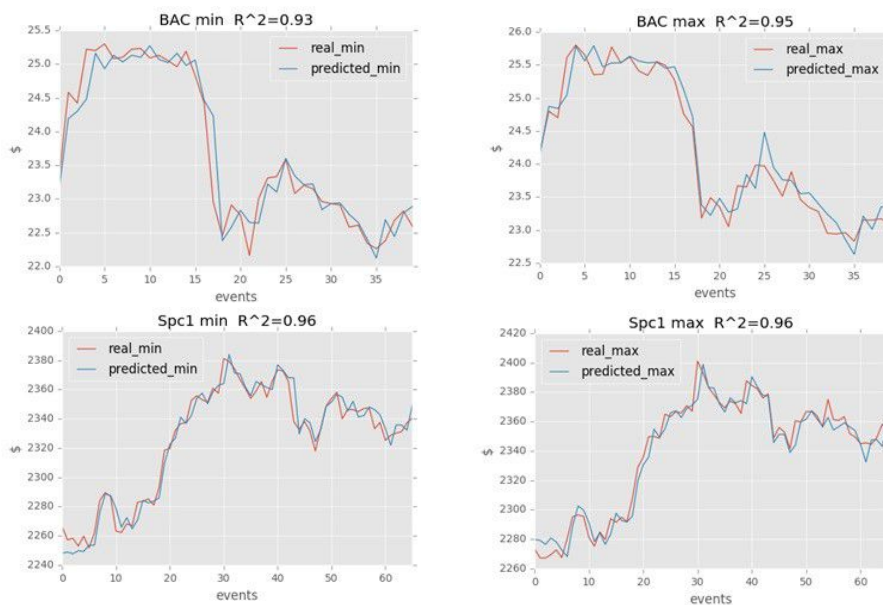 BAC min R^2=0.93
25.5
25.0
24.5
24.0
23.5
23.0
22.5
22.0
$
real_min
predicted_min
0 5 10 15 20 25 30 35
events
BAC max R^2=0.95
26.0
25.5
25.0
24.5
24.0
23.5
23.0
22.5
$
real_max
predicted_max
0 5 10 15 20 25 30 35
events
Spc1 min R^2=0.96
2400
2380
2360
2340
2320
2300
2280
2260
2240
$
real_min
predicted_min
0 10 20 30 40 50 60
events
Spc1 max R^2=0.96
2420
2400
2380
2360
2340
2320
2300
2280
2260
$
real_max
predicted_max
0 10 20 30 40 50 60
events